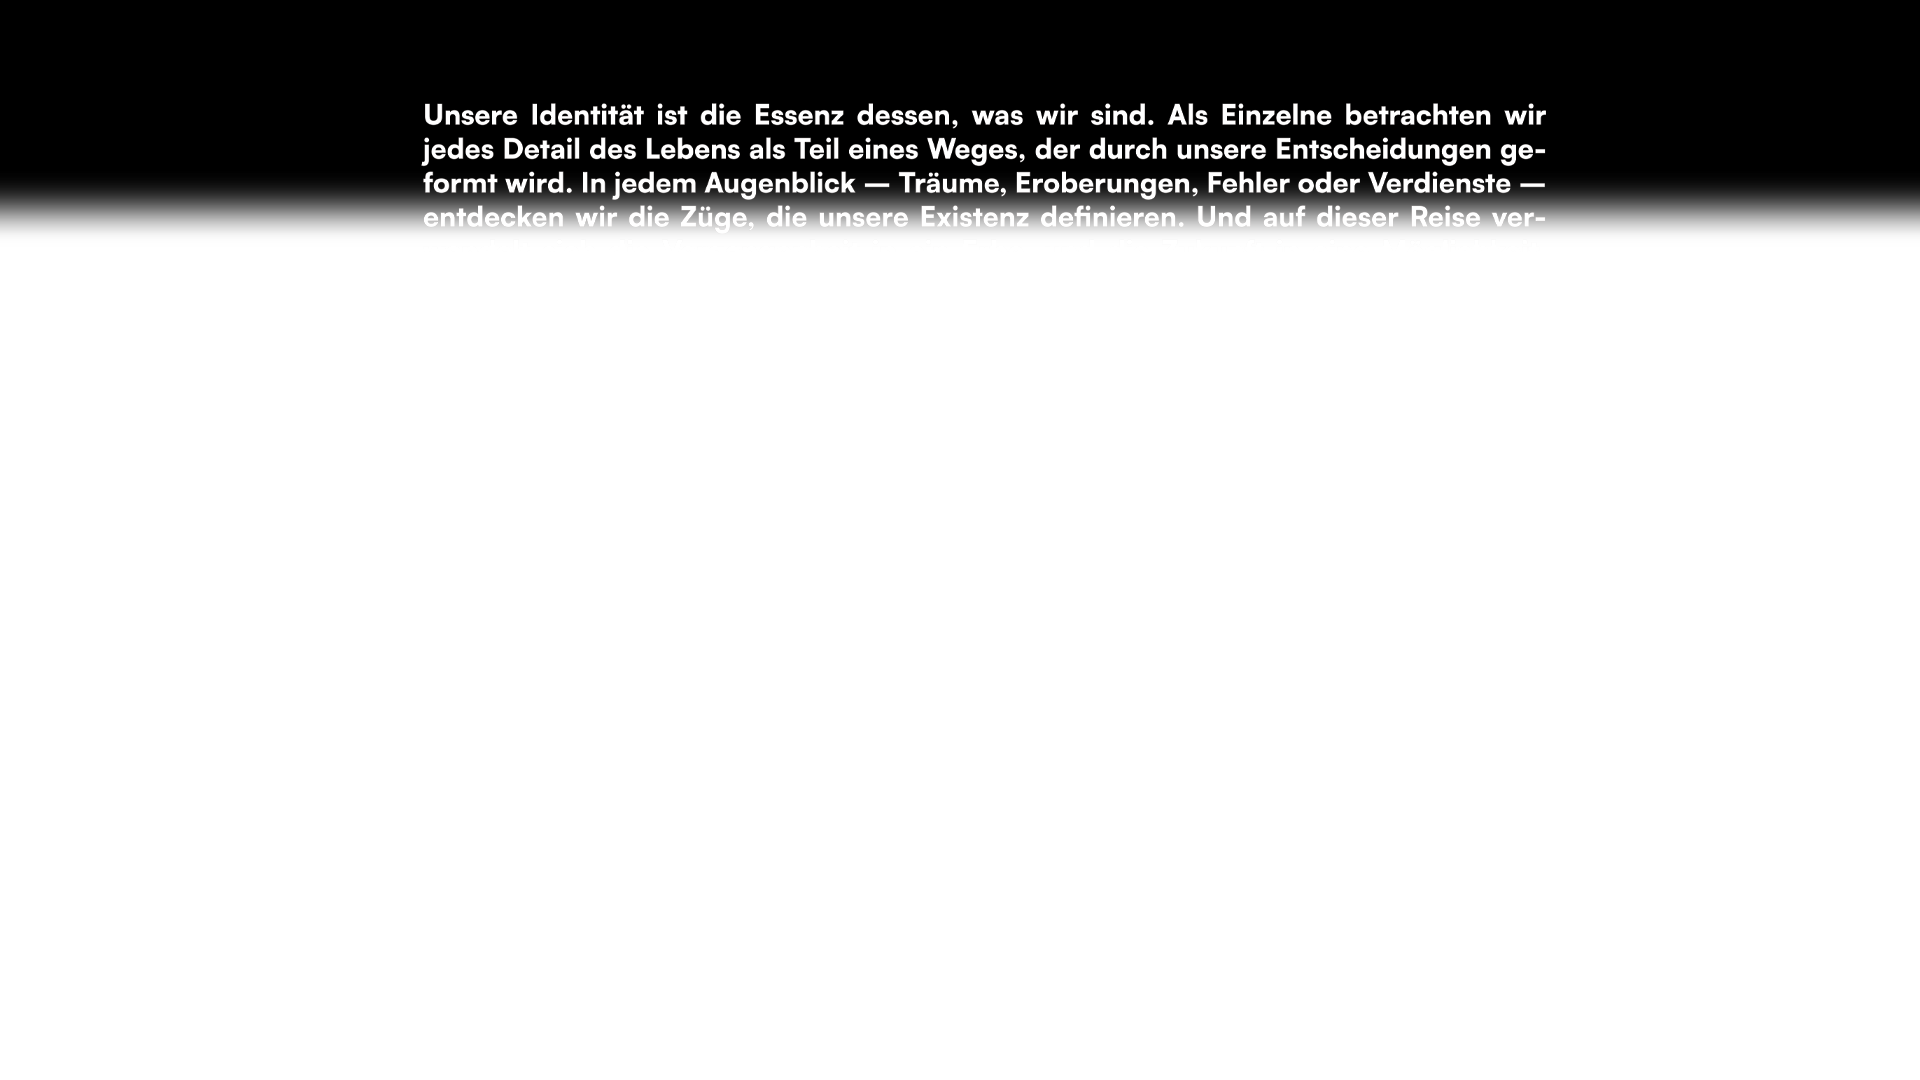 Unsere Identität ist die Essenz dessen, was wir sind. Als Einzelne betrachten wir
jedes Detail des Lebens als Teil eines Weges, der durch unsere Entscheidungen ge-
formt wird. In jedem Augenblick — Träume, Eroberungen, Fehler oder Verdienste —
entdecken wir die Züge, die unsere Existenz definieren. Und auf dieser Reise ver-